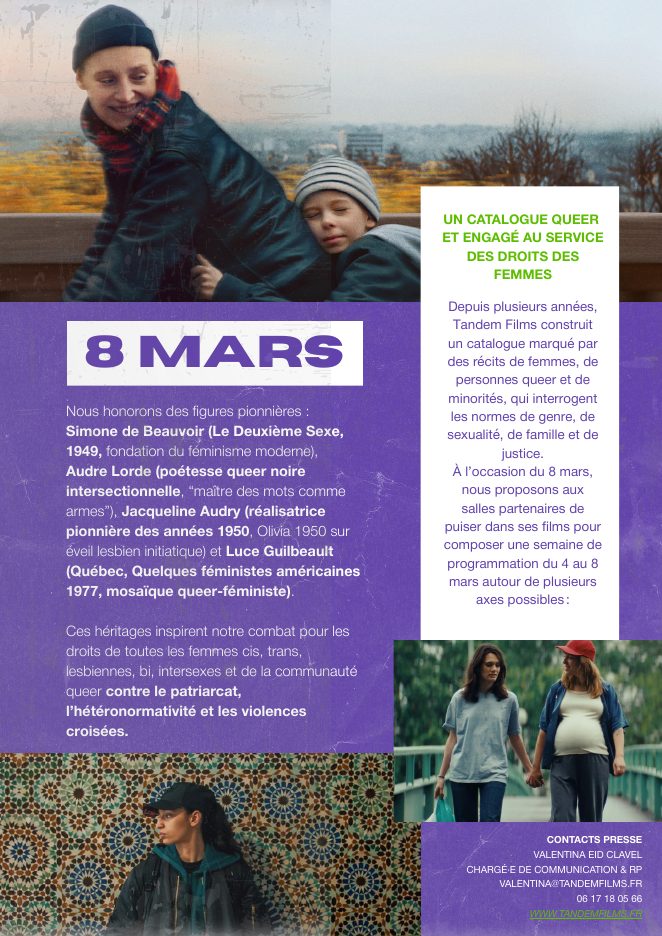 UN CATALOGUE QUEER
ET ENGAGÉ AU SERVICE
DES DROITS DES
FEMMES
Depuis plusieurs années,
Tandem Films construit
un catalogue marqué par
des récits de femmes, de
personnes queer et de
minorités, qui interrogent
les normes de genre, de
sexualité, de famille et de
justice.
À l’occasion du 8 mars,
nous proposons aux
salles partenaires de
puiser dans ses films pour
composer une semaine de
programmation du 4 au 8
mars autour de plusieurs
axes possibles :
8 MARS
Nous honorons des figures pionnières :
Simone de Beauvoir (Le Deuxième Sexe,
1949, fondation du féminisme moderne),
Audre Lorde (poétesse queer noire
intersectionnelle, “maître des mots comme
armes”), Jacqueline Audry (réalisatrice
pionnière des années 1950, Olivia 1950 sur
éveil lesbien initiatique) et Luce Guilbeault
(Québec, Quelques féministes américaines
1977, mosaïque queer-féministe).
Ces héritages inspirent notre combat pour les
droits de toutes les femmes cis, trans,
lesbiennes, bi, intersexes et de la communauté
queer contre le patriarcat,
l’hétéronormativité et les violences
croisées.
CONTACTS PRESSE
VALENTINA EID CLAVEL
CHARGÉ·E DE COMMUNICATION & RP
VALENTINA@TANDEMFILMS.FR
06 17 18 05 66
WWW.TANDEMFILMS.FR